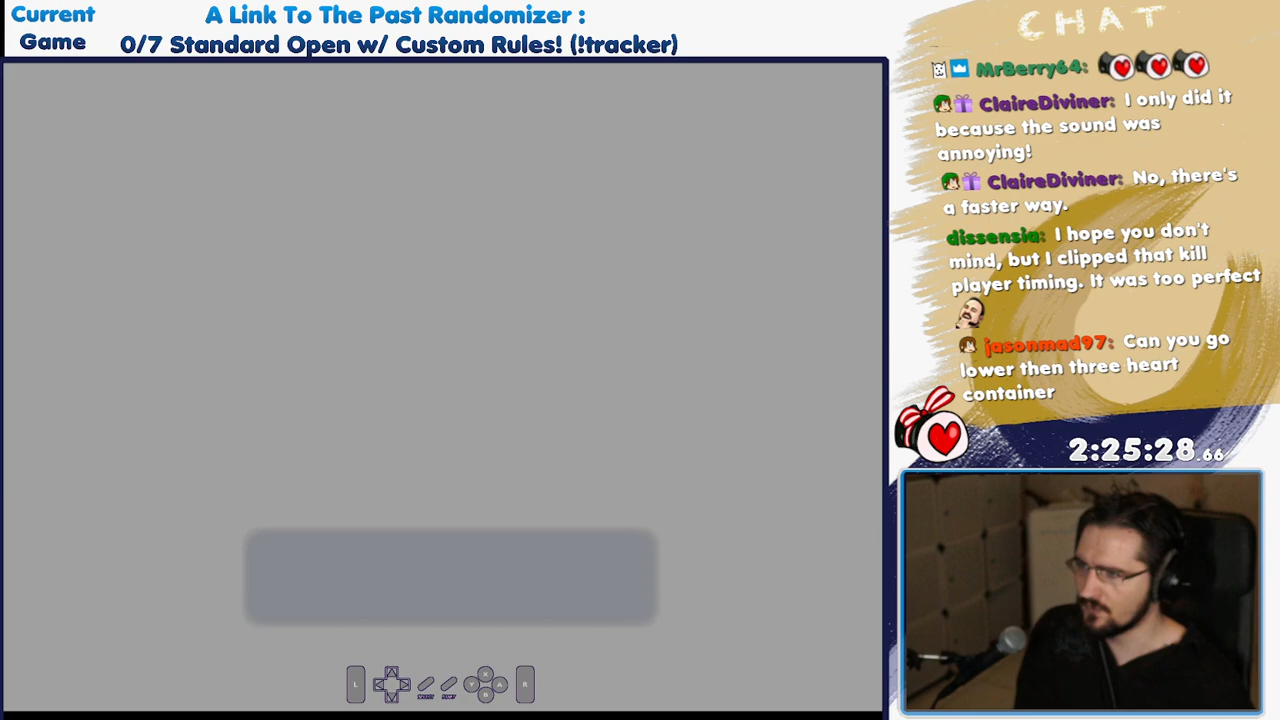 Current
Game
A Link To The Past Randomizer :
0/7 Standard Open w/ Custom Rules! (!tracker)
CHAT
MrBerry64:
ClaireDiviner: I only did it
because the sound was
annoying!
ClaireDiviner: No, there's
a faster way.
dissensia: I hope you don't
mind, but I clipped that kill
player timing. It was too perfect
jasonmad97: Can you go
lower then three heart
container
2:25:28.66
L
X
Y
A
B
R
SELECT
START